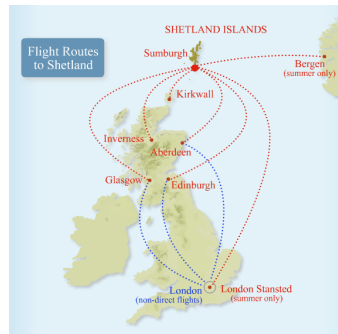 SHETLAND ISLANDS
Flight Routes
to Shetland
Sumburgh
Bergen
(summer only)
Kirkwall
Inverness
Aberdeen
Glasgow
Edinburgh
London
(non-direct flights)
London Stansted
(summer only)